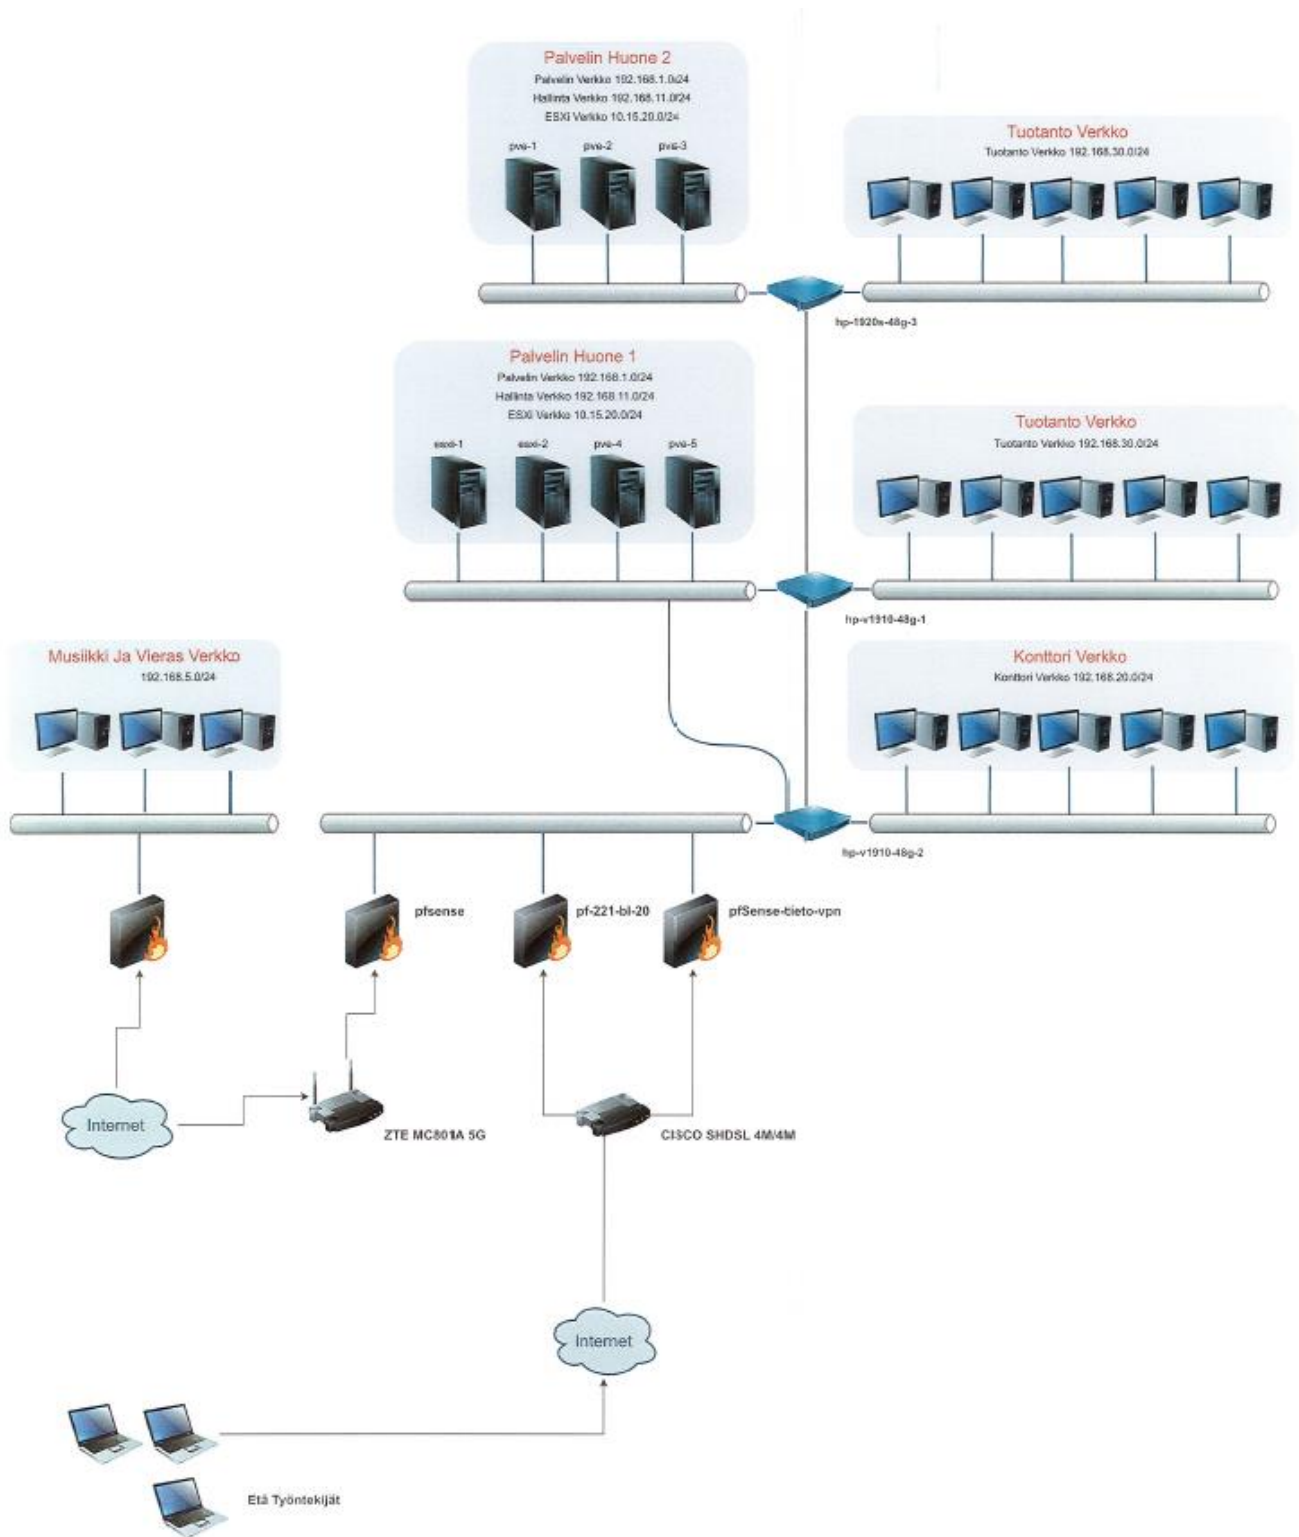 Palvelin Huone 2
Palvelin Verkko 192.168.1.0/24
Hallinta Verkko 192.168.11.0/24
ESXi Verkko 10.15.20.0/24
pve-1
pve-2
pve-3
Tuotanto Verkko
Tuotanto Verkko 192.168.30.0/24
hp-1920s-48g-3
Palvelin Huone 1
Palvelin Verkko 192.168.1.0/24
Hallinta Verkko 192.168.11.0/24
ESXi Verkko 10.15.20.0/24
esxi-1
esxi-2
pve-4
pve-5
Tuotanto Verkko
Tuotanto Verkko 192.168.30.0/24
hp-v1910-48g-1
Musiikki Ja Vieras Verkko
192.168.5.0/24
Konttori Verkko
Konttori Verkko 192.168.20.0/24
hp-v1910-48g-2
pfsense
pf-221-bl-20
pfSense-tieto-vpn
Internet
ZTE MC801A 5G
CISCO SHDSL 4M/4M
Internet
Etä Työntekijät